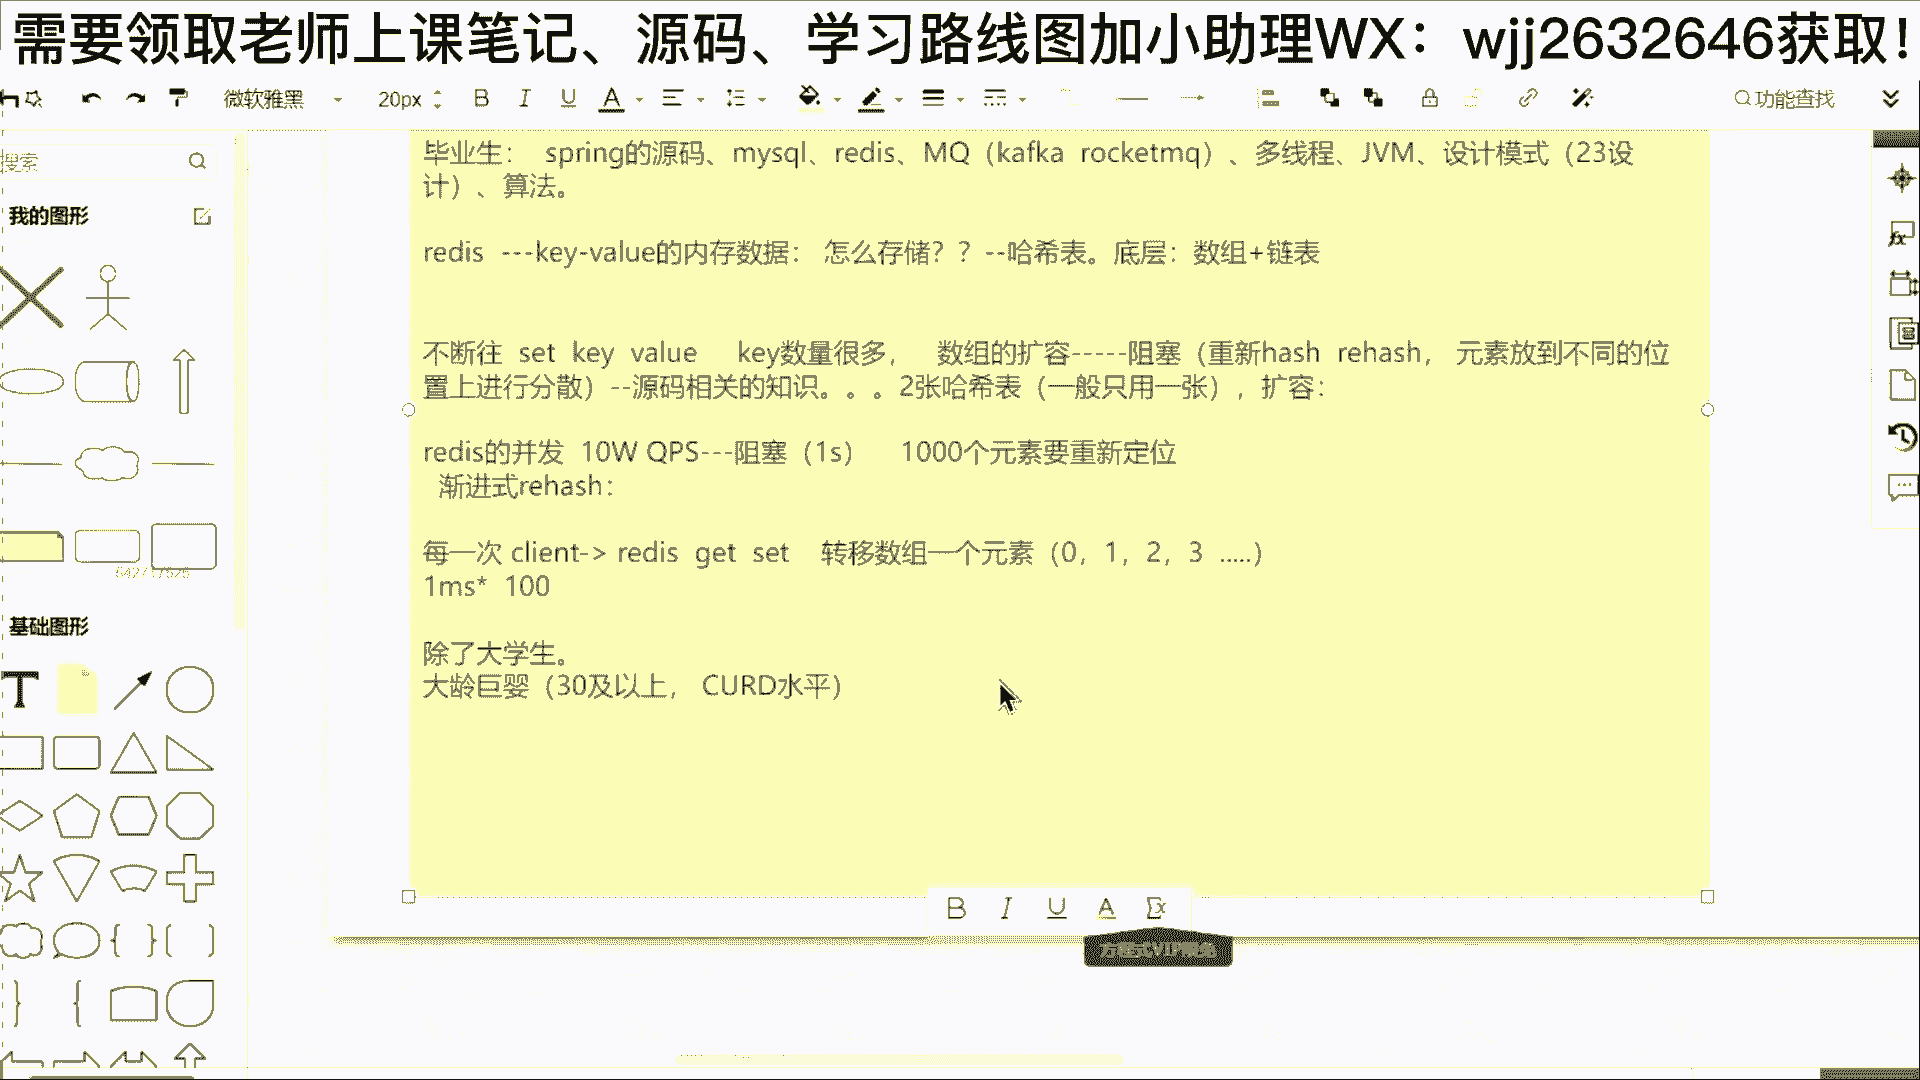 需要领取老师上课笔记、源码、学习路线图加小助理WX：wjj2632646获取！
微软雅黑 20px B I U A 功能查找
搜索
我的图形
基础图形
T
毕业生： spring的源码、mysql、redis、MQ（kafka rocketmq）、多线程、JVM、设计模式（23设
计）、算法。
redis ---key-value的内存数据： 怎么存储？？--哈希表。底层：数组+链表
不断往 set key value key数量很多， 数组的扩容-----阻塞（重新hash rehash， 元素放到不同的位
置上进行分散）--源码相关的知识。。。2张哈希表（一般只用一张），扩容：
redis的并发 10W QPS---阻塞（1s） 1000个元素要重新定位
渐进式rehash：
每一次 client-> redis get set 转移数组一个元素（0，1，2，3 .....）
1ms* 100
除了大学生。
大龄巨婴（30及以上， CURD水平）
B I U A